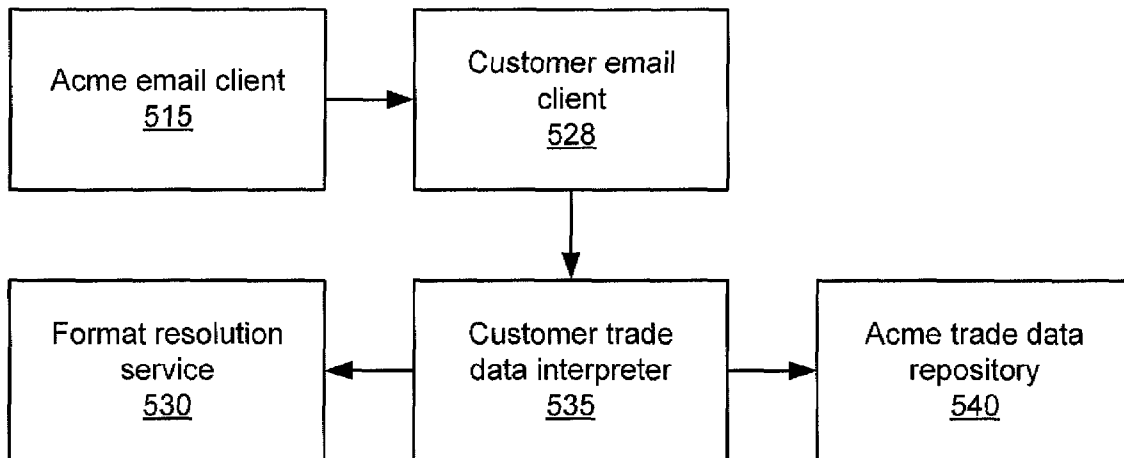 Acme email client
515
Customer email
client
528
Format resolution
service
530
Customer trade
data interpreter
535
Acme trade data
repository
540